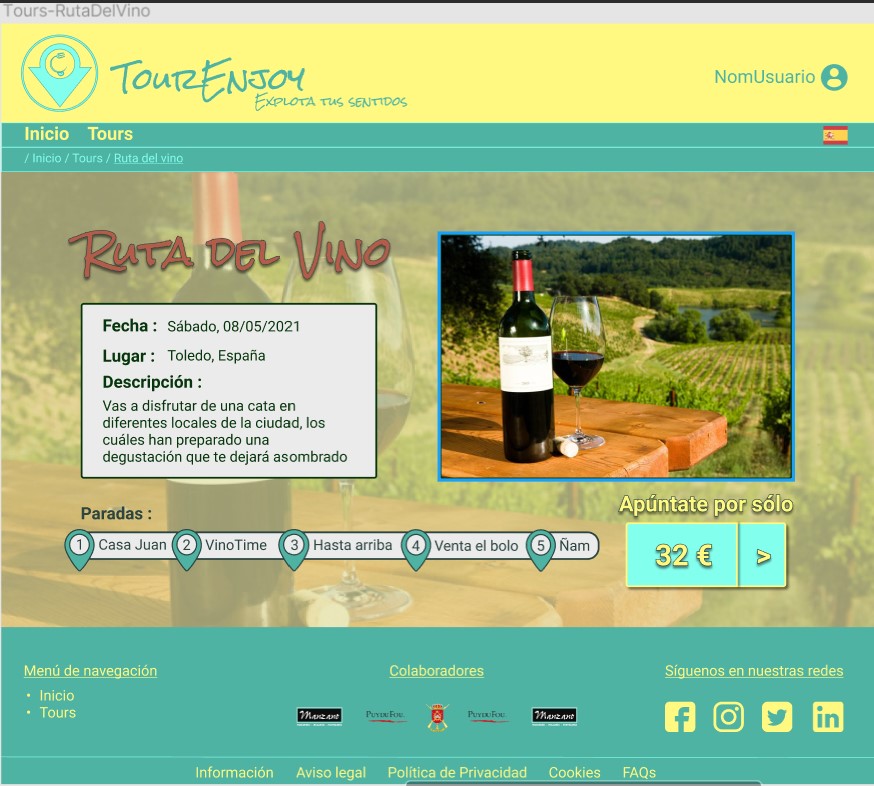 Tours-RutaDelVino
TourEnjoy
Explota tus sentidos
NomUsuario
Inicio Tours
/ Inicio / Tours / Ruta del vino
Ruta del Vino
Fecha : Sábado, 08/05/2021
Lugar : Toledo, España
Descripción :
Vas a disfrutar de una cata en
diferentes locales de la ciudad, los
cuáles han preparado una
degustación que te dejará asombrado
Paradas :
1 Casa Juan 2 VinoTime 3 Hasta arriba 4 Venta el bolo 5 Ñam
Apúntate por sólo
32 € >
Menú de navegación
• Inicio
• Tours
Colaboradores
Manzano PUYDUFOU PUYDUFOU Manzano
Síguenos en nuestras redes
Información Aviso legal Política de Privacidad Cookies FAQs